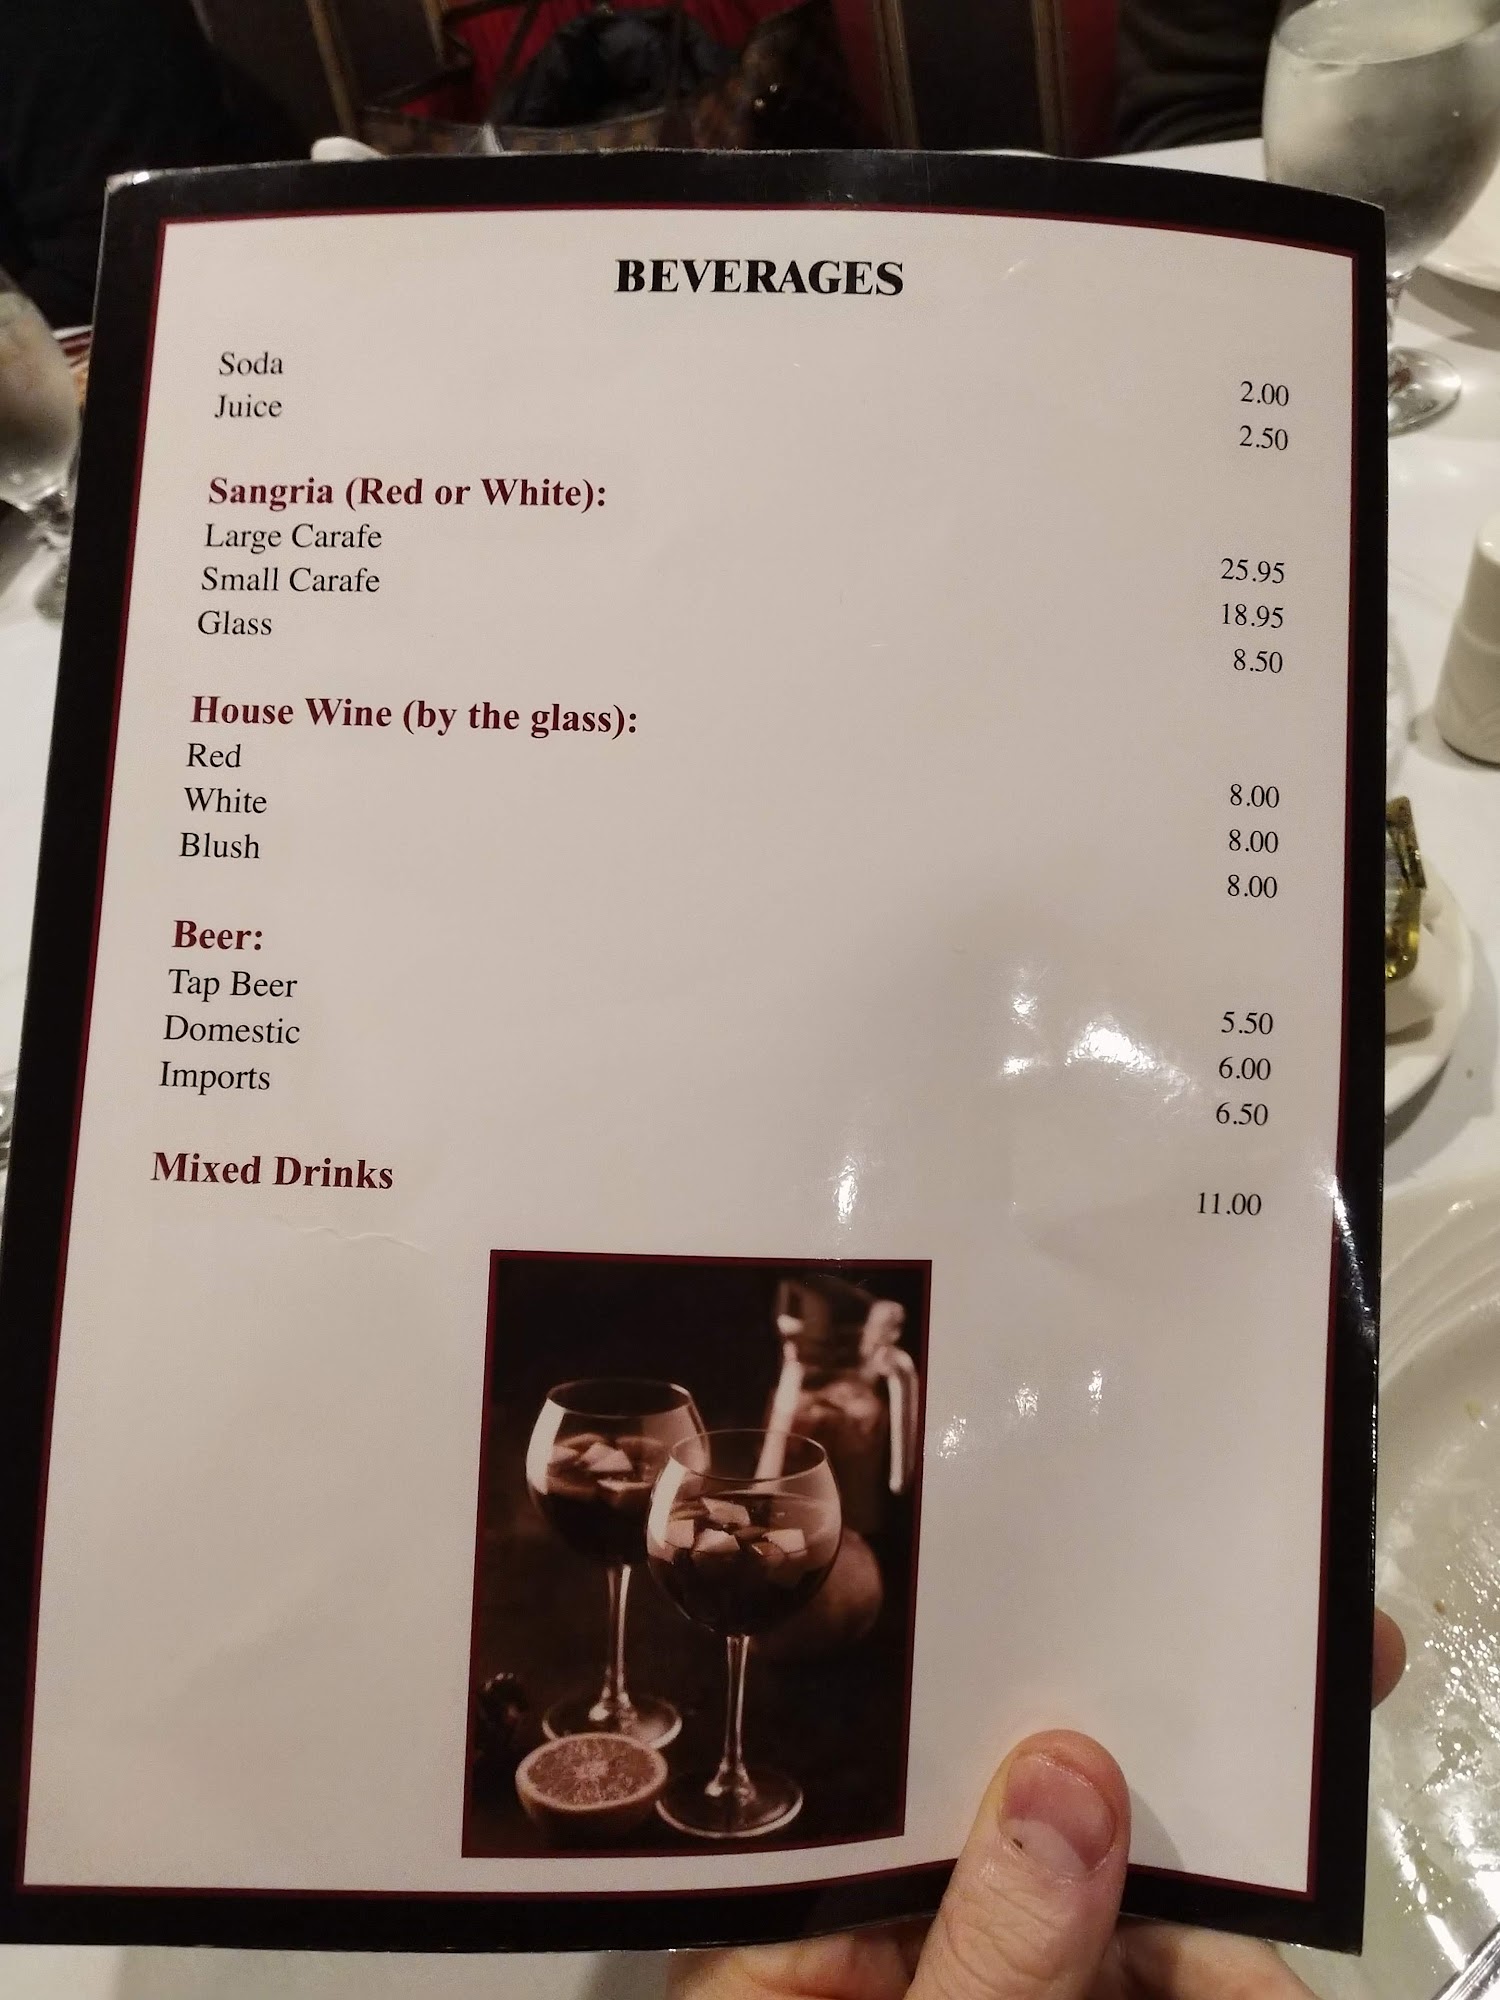 BEVERAGES
Soda 2.00
Juice 2.50
Sangria (Red or White):
Large Carafe 25.95
Small Carafe 18.95
Glass 8.50
House Wine (by the glass):
Red 8.00
White 8.00
Blush 8.00
Beer:
Tap Beer 5.50
Domestic 6.00
Imports 6.50
Mixed Drinks 11.00